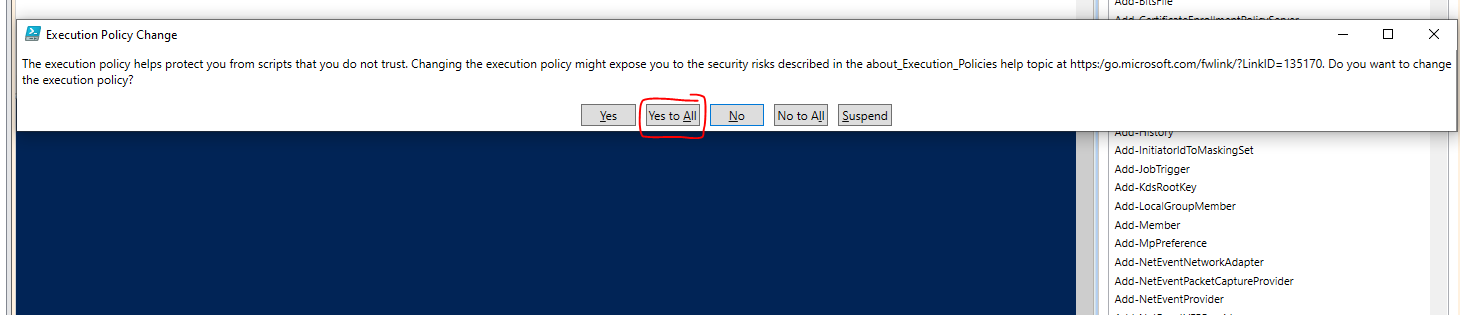 Add-BitsFile
Add-CertificateEnrollmentPolicyServer
Execution Policy Change
The execution policy helps protect you from scripts that you do not trust. Changing the execution policy might expose you to the security risks described in the about_Execution_Policies help topic at https:/go.microsoft.com/fwlink/?LinkID=135170. Do you want to change
the execution policy?
Yes Yes to All No No to All Suspend
Add-History
Add-InitiatorIdToMaskingSet
Add-JobTrigger
Add-KdsRootKey
Add-LocalGroupMember
Add-Member
Add-MpPreference
Add-NetEventNetworkAdapter
Add-NetEventPacketCaptureProvider
Add-NetEventProvider